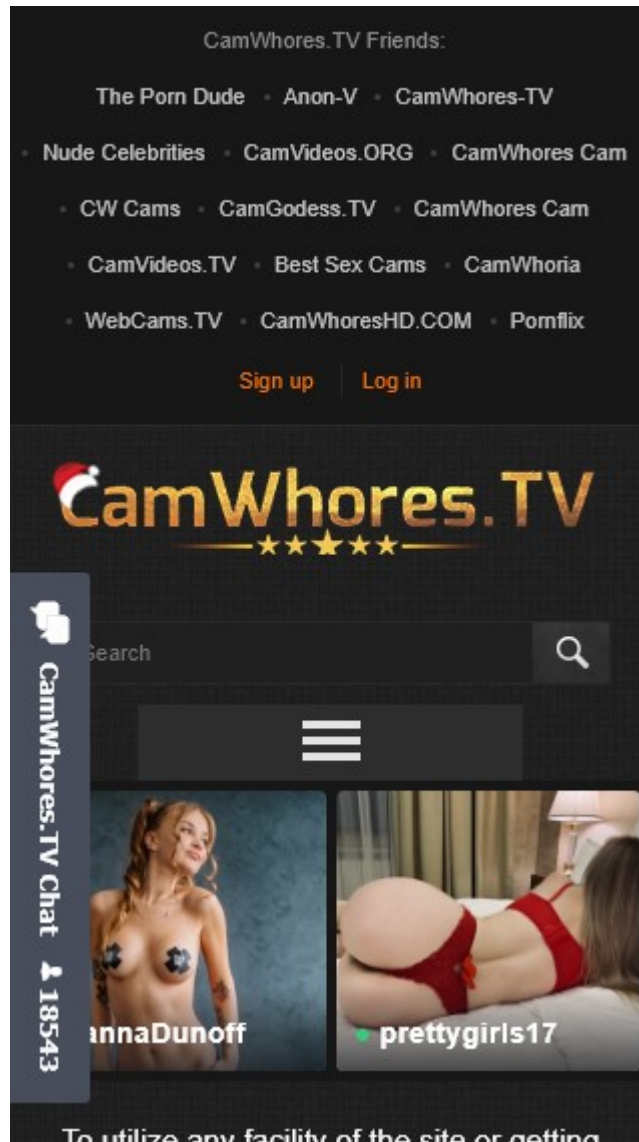 CamWhores.TV Friends:
The Porn Dude • Anon-V • CamWhores-TV
• Nude Celebrities • CamVideos.ORG • CamWhores Cam
• CW Cams • CamGodess.TV • CamWhores Cam
• CamVideos.TV • Best Sex Cams • CamWhoria
• WebCams.TV • CamWhoresHD.COM • Pornflix
Sign up | Log in
CamWhores.TV
Search
CamWhores.TV Chat 18543
annaDunoff
prettygirls17
To utilize any facility of the site or getting